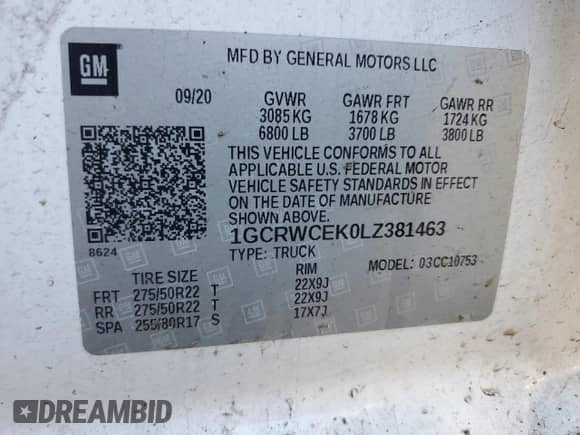 GM
MFD BY GENERAL MOTORS LLC
09/20 GVWR GAWR FRT GAWR RR
3085 KG 1678 KG 1724 KG
6800 LB 3700 LB 3800 LB
THIS VEHICLE CONFORMS TO ALL
APPLICABLE U.S. FEDERAL MOTOR
VEHICLE SAFETY STANDARDS IN EFFECT
ON THE DATE OF MANUFACTURE
SHOWN ABOVE.
8624 1GCRWCEK0LZ381463
TYPE: TRUCK MODEL: 03CC10753
TIRE SIZE RIM
FRT 275/50R22 T 22X9J
RR 275/50R22 T 22X9J
SPA 255/80R17 S 17X7J
DREAMBID